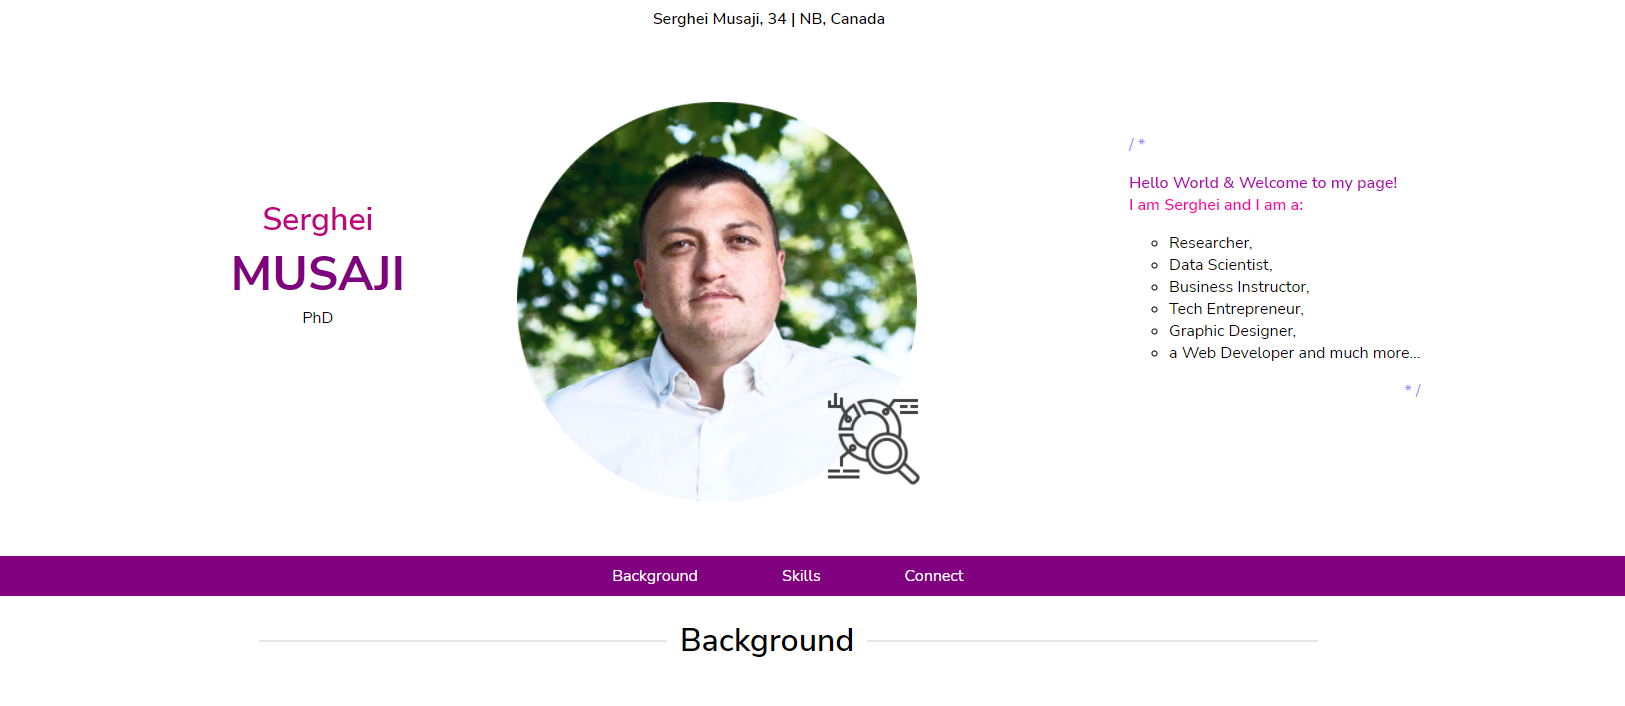 Serghei Musaji, 34 | NB, Canada
Serghei
MUSAJI
PhD
/ *
Hello World & Welcome to my page!
I am Serghei and I am a:
Researcher,
Data Scientist,
Business Instructor,
Tech Entrepreneur,
Graphic Designer,
a Web Developer and much more...
* /
Background Skills Connect
Background